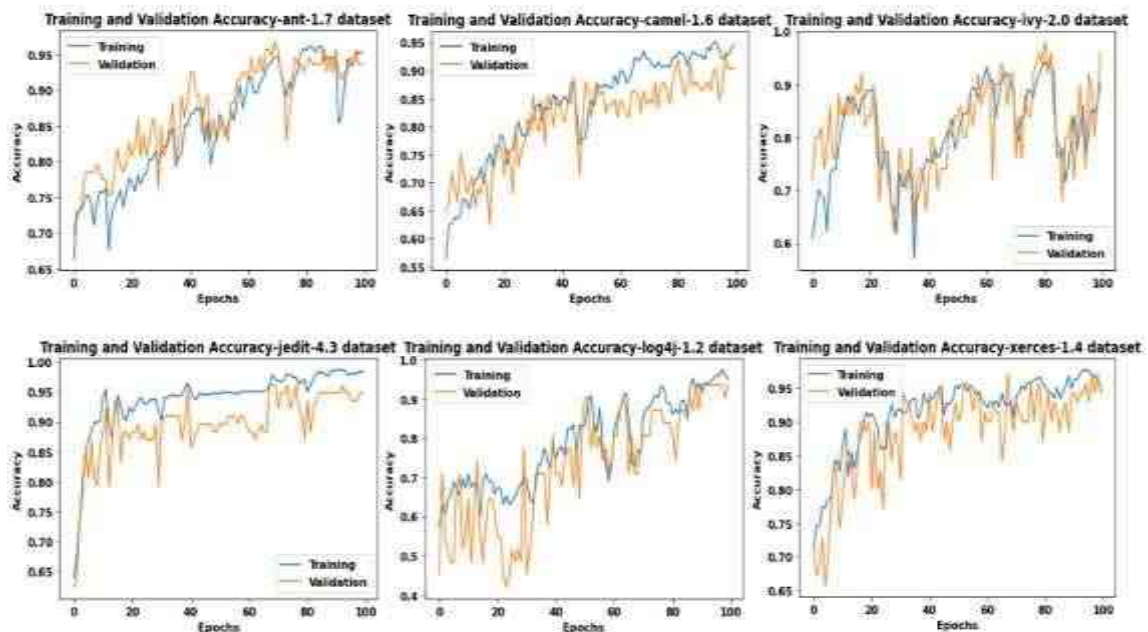 Training and Validation Accuracy-ant-1.7 dataset
Training
Validation
Accuracy
0.95
0.90
0.85
0.80
0.75
0.70
0.65
0 20 40 60 80 100
Epochs
Training and Validation Accuracy-camel-1.6 dataset
Training
Validation
Accuracy
0.95
0.90
0.85
0.80
0.75
0.70
0.65
0.60
0.55
0 20 40 60 80 100
Epochs
Training and Validation Accuracy-ivy-2.0 dataset
Accuracy
1.0
0.9
0.8
0.7
0.6
Training
Validation
0 20 40 60 80 100
Epochs
Training and Validation Accuracy-jedit-4.3 dataset
Accuracy
1.00
0.95
0.90
0.85
0.80
0.75
0.70
0.65
Training
Validation
0 20 40 60 80 100
Epochs
Training and Validation Accuracy-log4j-1.2 dataset
Training
Validation
Accuracy
1.0
0.9
0.8
0.7
0.6
0.5
0.4
0 20 40 60 80 100
Epochs
Training and Validation Accuracy-xerces-1.4 dataset
Training
Validation
Accuracy
1.00
0.95
0.90
0.85
0.80
0.75
0.70
0.65
0 20 40 60 80 100
Epochs